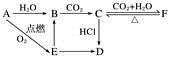 A H₂O B CO₂ C CO₂+H₂O F
点燃 HCl △
O₂
E D